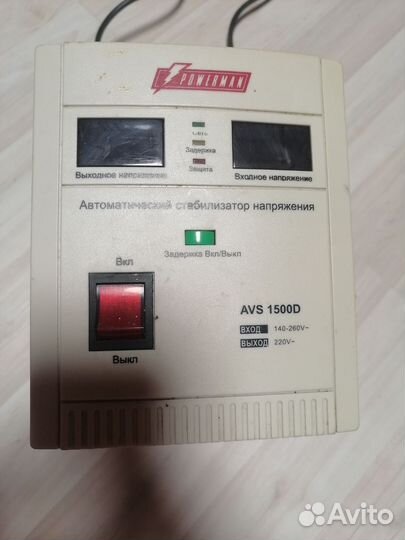 POWERMAN
Сеть
Задержка
Защита
Выходное напряжение
Входное напряжение
Автоматический стабилизатор напряжения
Задержка Вкл/Выкл
Вкл
Выкл
AVS 1500D
ВХОД 140-260V~
ВЫХОД 220V~
Avito